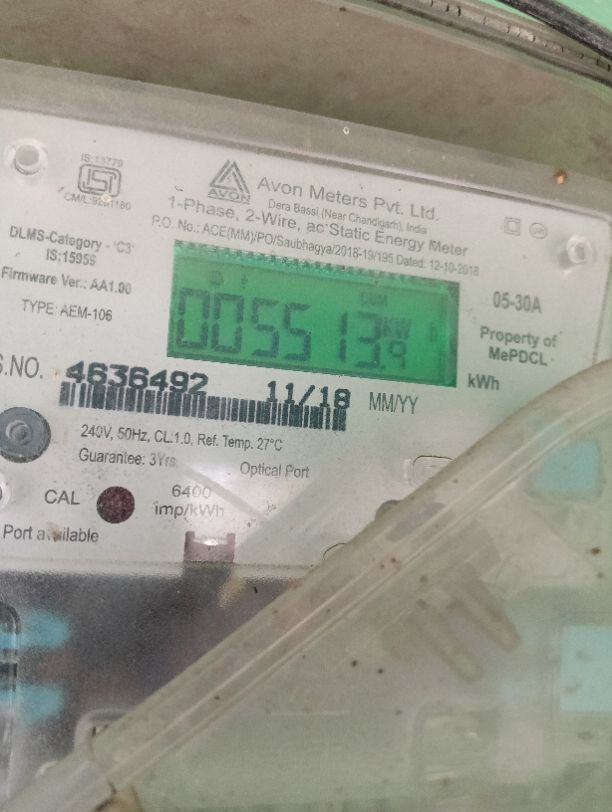 IS:13779
ISI
CM/L:9201180
AVON
Avon Meters Pvt. Ltd.
Dera Bassi (Near Chandigarh), India
1-Phase, 2-Wire, ac Static Energy Meter
P.O. No.: ACE(MM)/PO/Saubhagya/2018-19/195 Dated: 12-10-2018
DLMS-Category - 'C3'
IS:15959
Firmware Ver.: AA1.00
TYPE: AEM-106
CUM
005513.9
KW h
05-30A
Property of
MePDCL
kWh
S.NO. 4636492 11/18 MM/YY
240V, 50Hz, CL:1.0, Ref. Temp. 27°C
Guarantee: 3Yrs
Optical Port
CAL
6400
imp/kWh
Port available